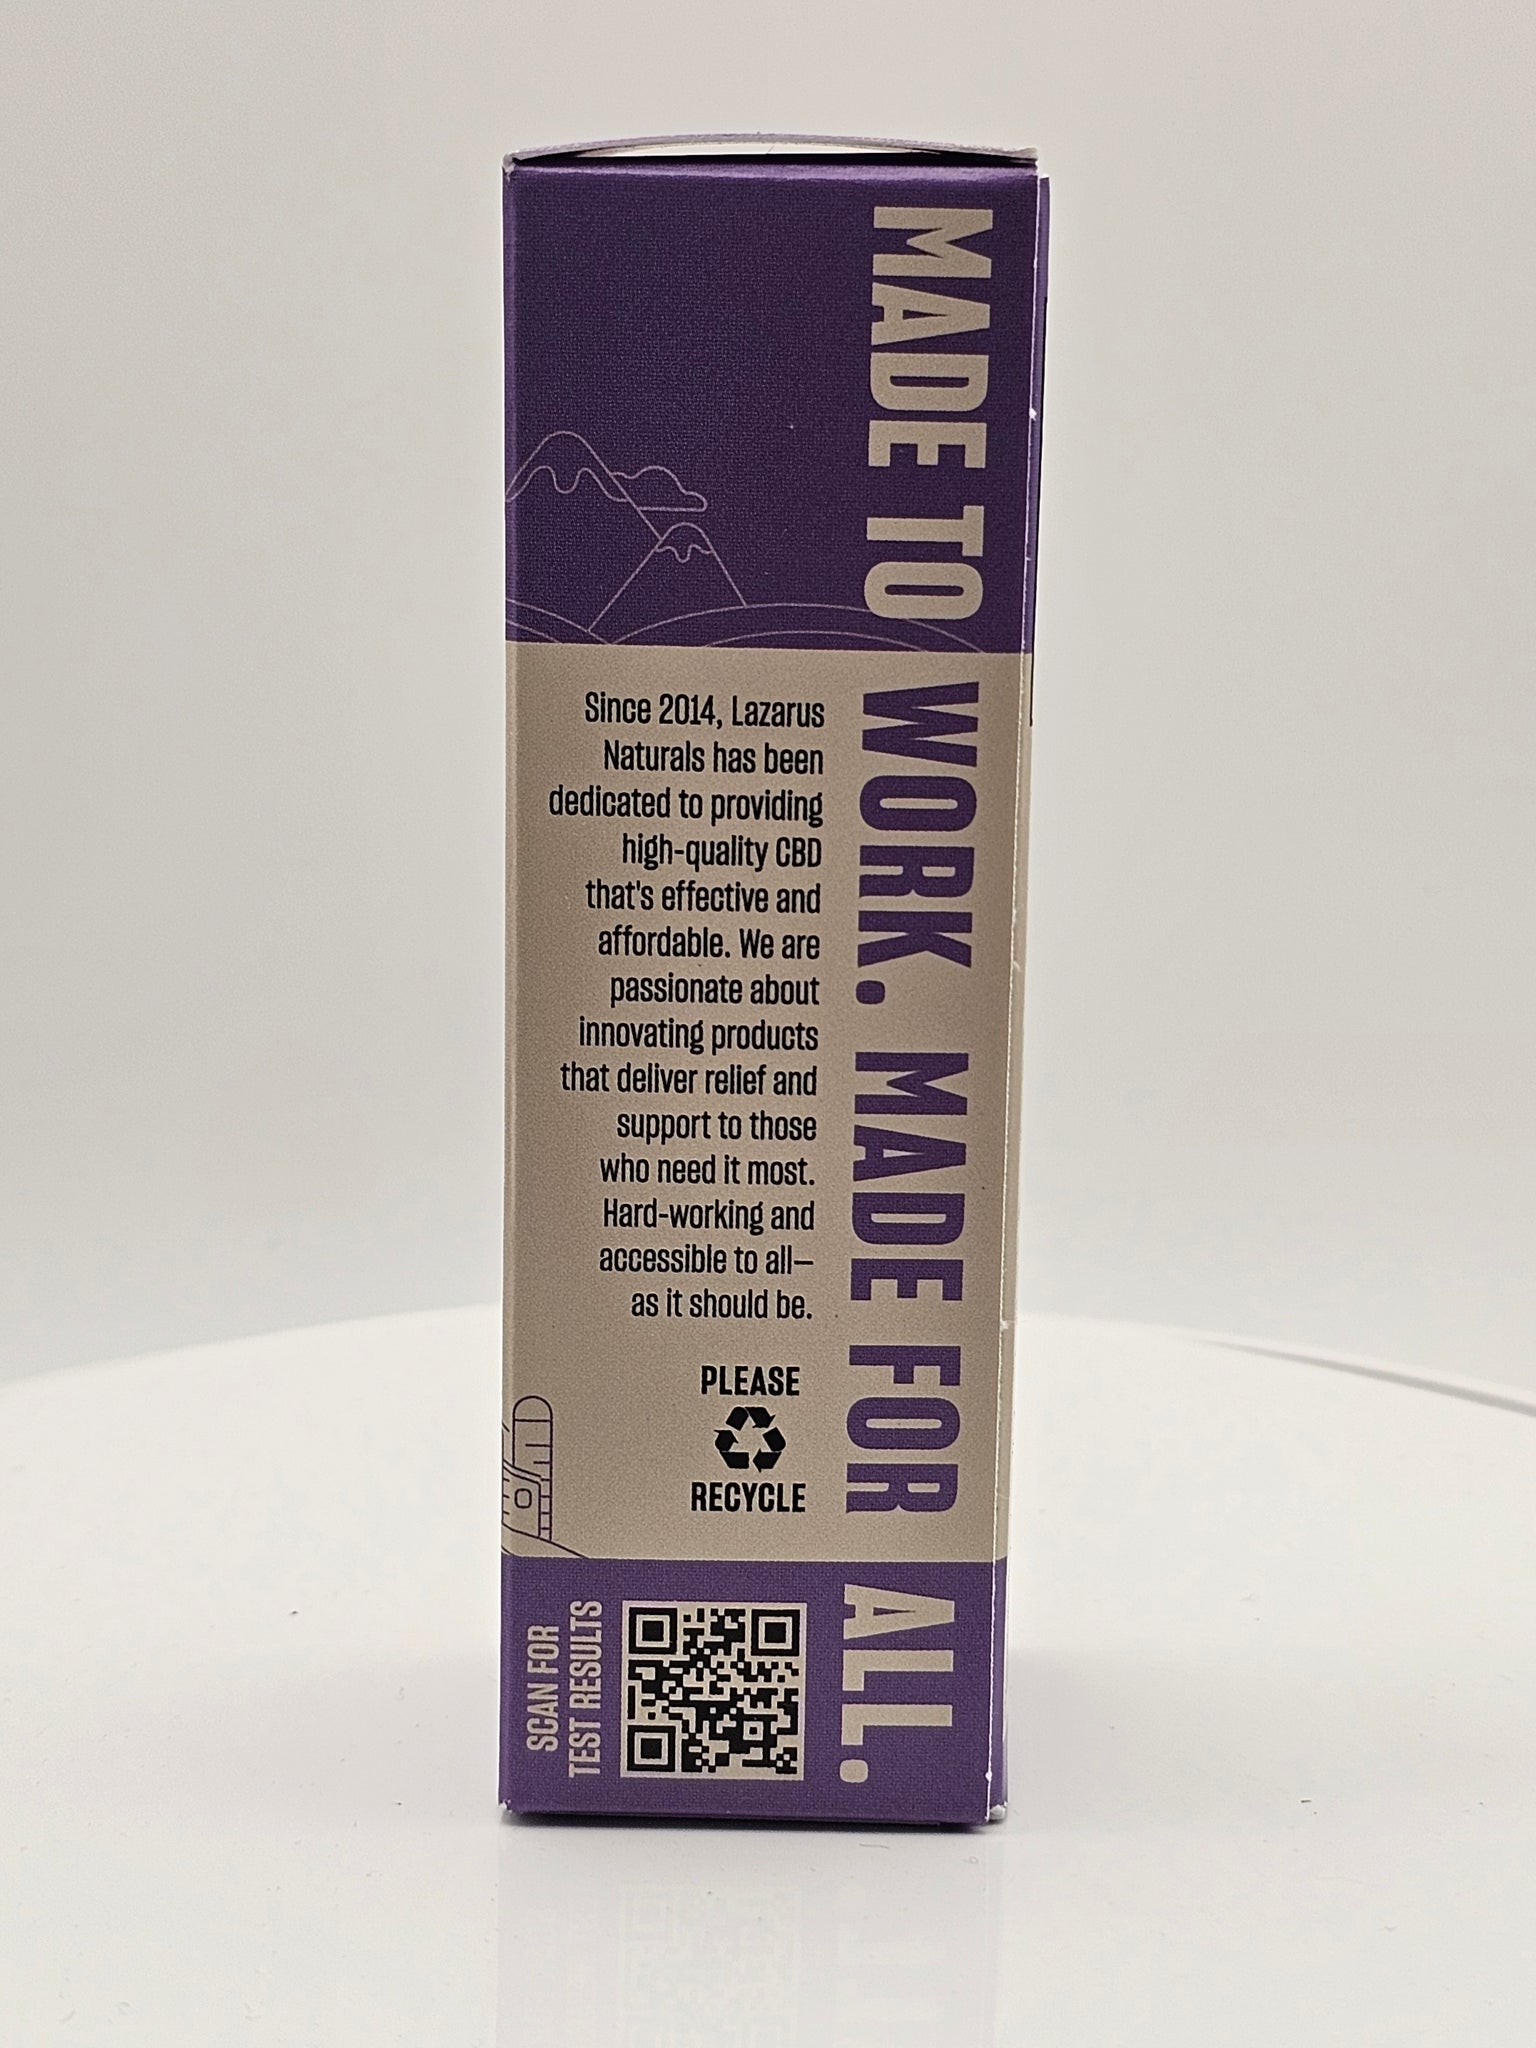 MADE TO WORK. MADE FOR ALL.
Since 2014, Lazarus
Naturals has been
dedicated to providing
high-quality CBD
that's effective and
affordable. We are
passionate about
innovating products
that deliver relief and
support to those
who need it most.
Hard-working and
accessible to all—
as it should be.
PLEASE
RECYCLE
SCAN FOR
TEST RESULTS